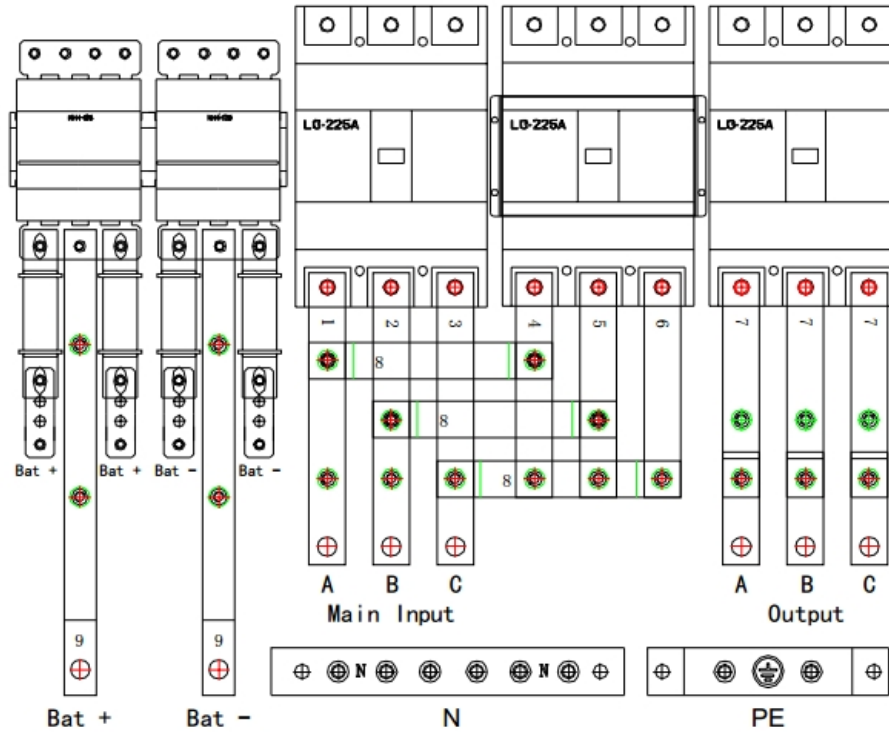 LG-225A LG-225A LG-225A
1 2 3 4 5 6 7 7 7
8
8
8
Bat + Bat + Bat - Bat -
A B C A B C
Main Input Output
9 9
N N
Bat + Bat - N PE